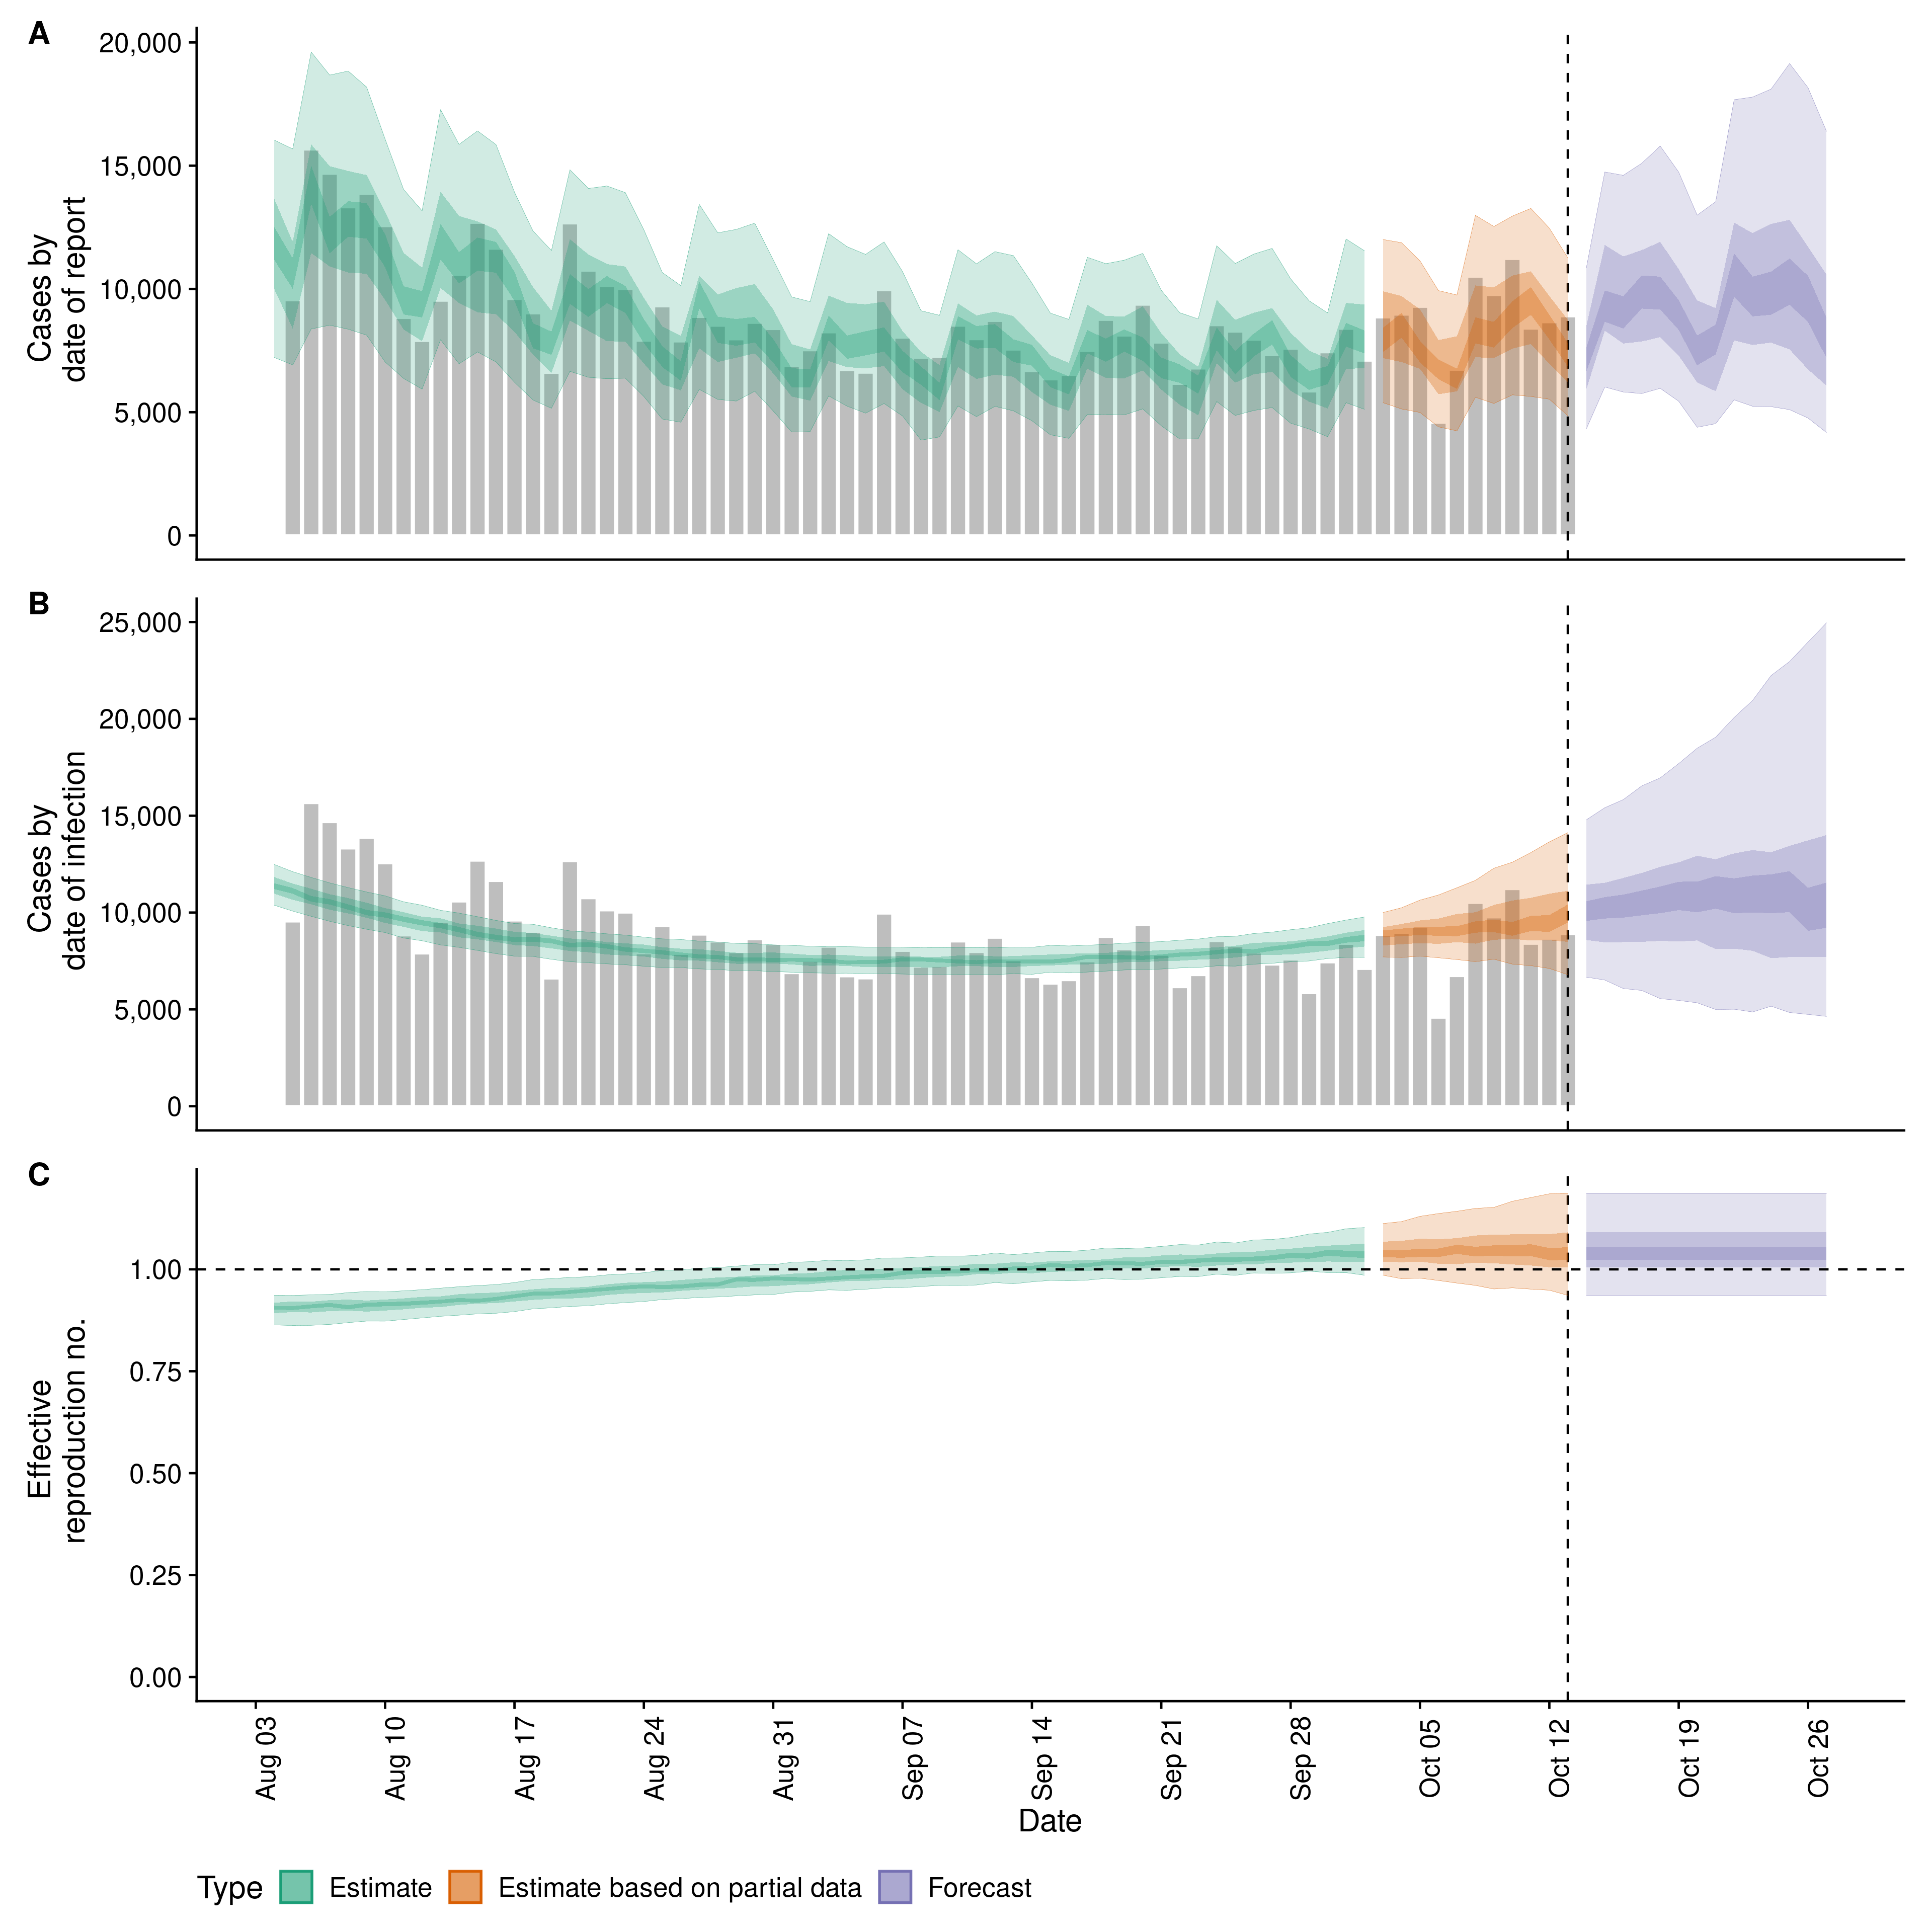 A
20,000
15,000
10,000
5,000
0
Cases by
date of report
B
25,000
20,000
15,000
10,000
5,000
0
Cases by
date of infection
C
1.00
0.75
0.50
0.25
0.00
Effective
reproduction no.
Aug 03
Aug 10
Aug 17
Aug 24
Aug 31
Sep 07
Sep 14
Sep 21
Sep 28
Oct 05
Oct 12
Oct 19
Oct 26
Date
Type Estimate Estimate based on partial data Forecast